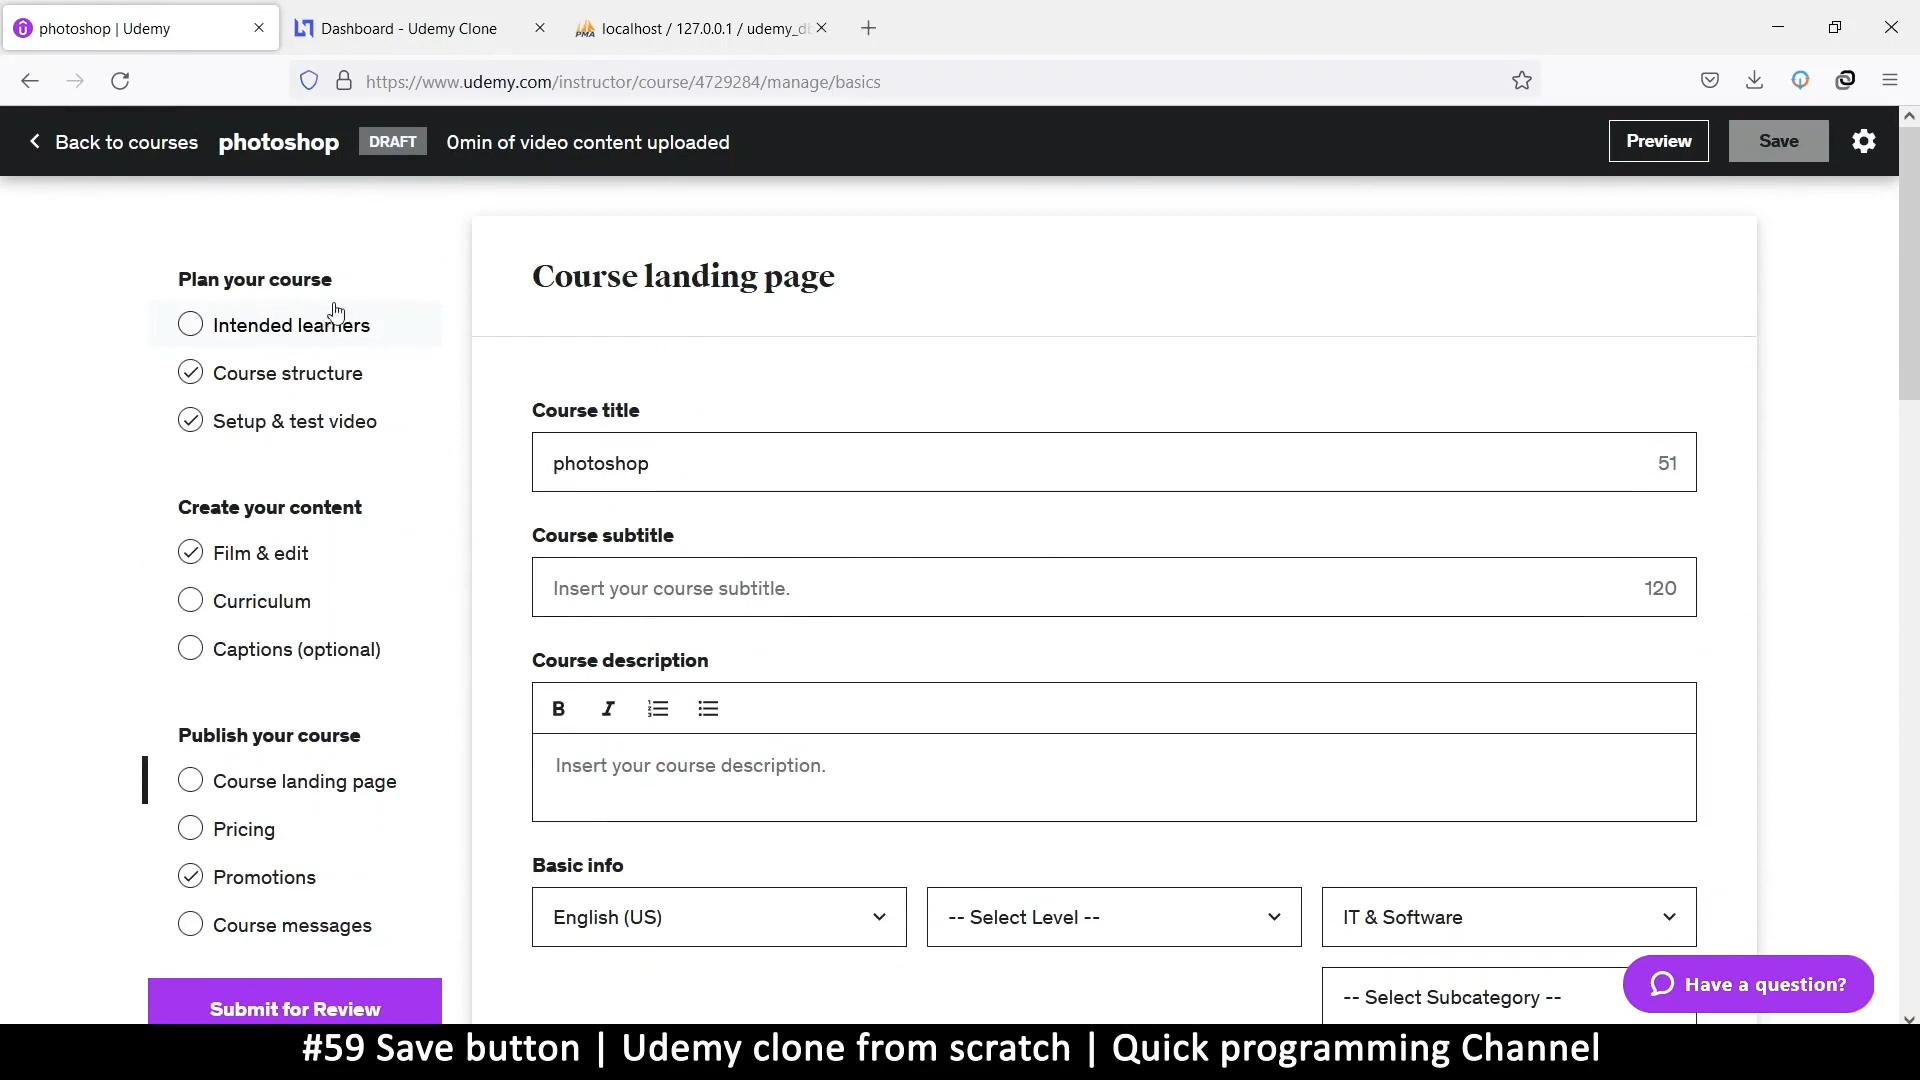 photoshop | Udemy
Dashboard - Udemy Clone
localhost / 127.0.0.1 / udemy_d
https://www.udemy.com/instructor/course/4729284/manage/basics
Back to courses
photoshop
DRAFT
0min of video content uploaded
Preview
Save
Plan your course
Intended learners
Course structure
Setup & test video
Create your content
Film & edit
Curriculum
Captions (optional)
Publish your course
Course landing page
Pricing
Promotions
Course messages
Submit for Review
Course landing page
Course title
photoshop
51
Course subtitle
Insert your course subtitle.
120
Course description
B I
Insert your course description.
Basic info
English (US)
-- Select Level --
IT & Software
-- Select Subcategory --
Have a question?
#59 Save button | Udemy clone from scratch | Quick programming Channel